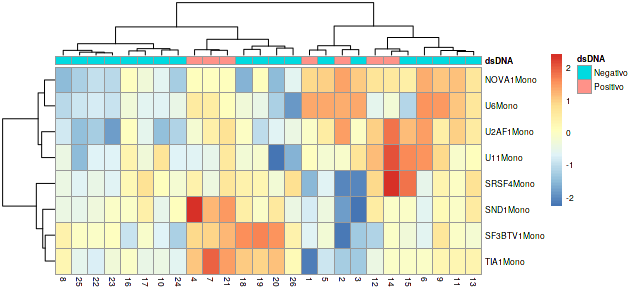 dsDNA
dsDNA
Negativo
Positivo
2
1
0
-1
-2
NOVA1Mono
U6Mono
U2AF1Mono
U11Mono
SRSF4Mono
SND1Mono
SF3BTV1Mono
TIA1Mono
8 25 22 23 16 17 10 24 4 7 21 18 19 20 26 1 5 2 3 12 14 15 6 9 11 13